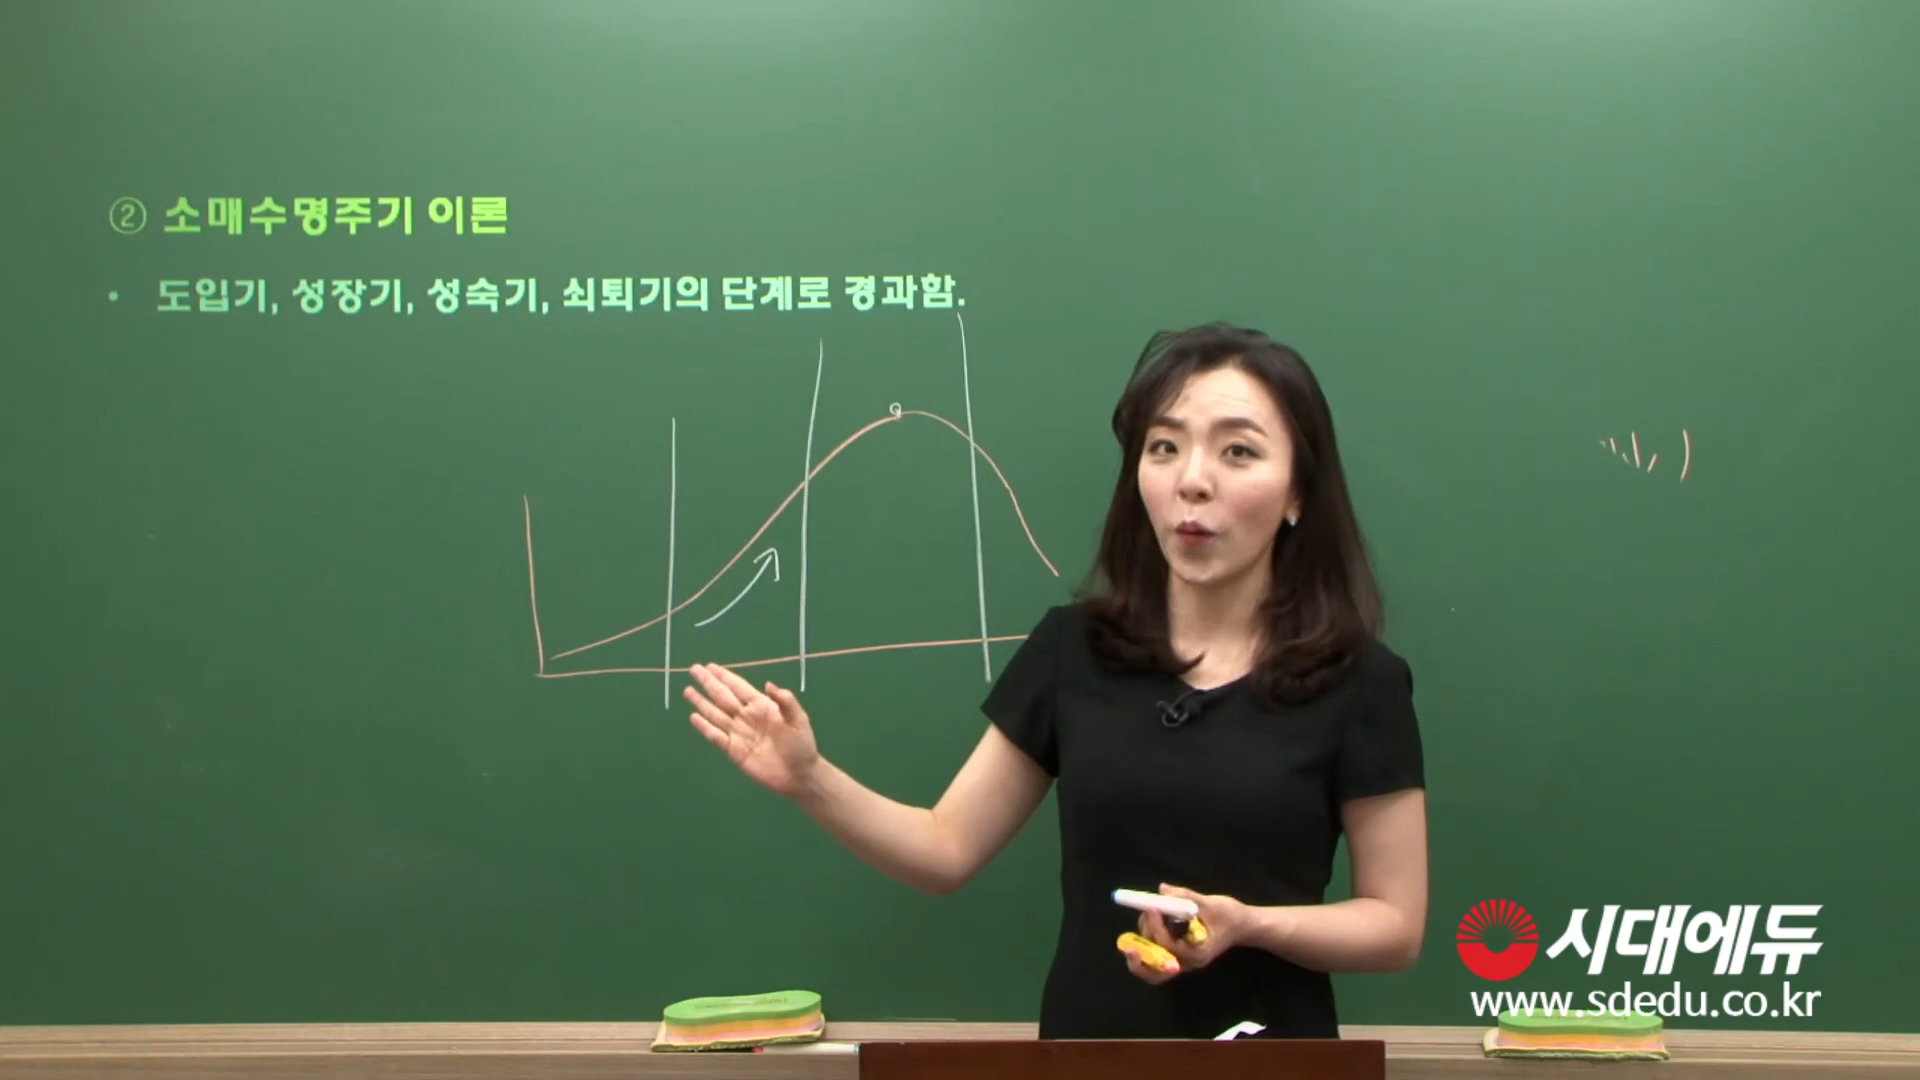 ② 소매수명주기 이론
• 도입기, 성장기, 성숙기, 쇠퇴기의 단계로 경과함.
시대에듀
www.sdedu.co.kr